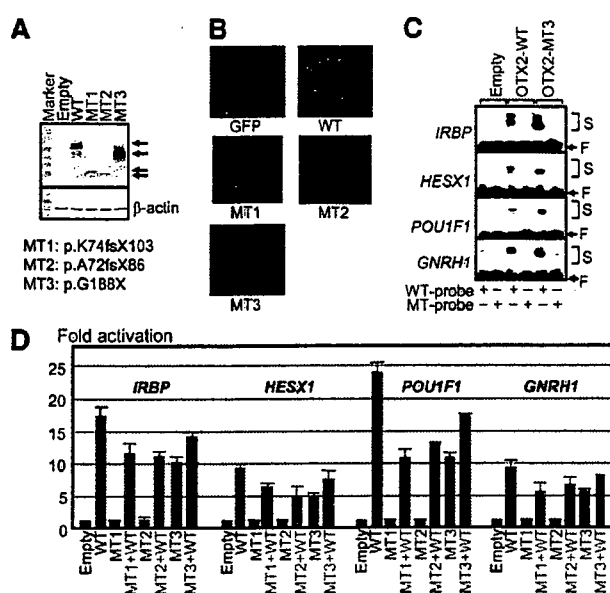 A
Marker
Empty
WT
MT1
MT2
MT3
β-actin
MT1: p.K74fsX103
MT2: p.A72fsX86
MT3: p.G188X
B
GFP
WT
MT1
MT2
MT3
C
Empty
OTX2-WT
OTX2-MT3
IRBP
S
F
HESX1
S
F
POU1F1
S
F
GNRH1
S
F
WT-probe + - + - + -
MT-probe - + - + - +
D
Fold activation
25
20
15
10
5
0
IRBP
HESX1
POU1F1
GNRH1
Empty
WT
MT1
MT1+WT
MT2
MT2+WT
MT3
MT3+WT
Empty
WT
MT1
MT1+WT
MT2
MT2+WT
MT3
MT3+WT
Empty
WT
MT1
MT1+WT
MT2
MT2+WT
MT3
MT3+WT
Empty
WT
MT1
MT1+WT
MT2
MT2+WT
MT3
MT3+WT